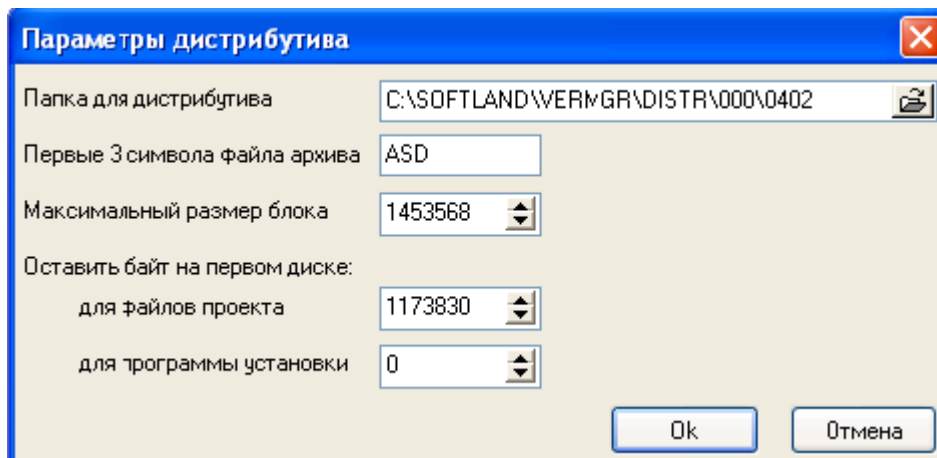 Параметры дистрибутива
Папка для дистрибутива C:\SOFTLAND\VERMGR\DISTR\000\0402
Первые 3 символа файла архива ASD
Максимальный размер блока 1453568
Оставить байт на первом диске:
для файлов проекта 1173830
для программы установки 0
Ok Отмена